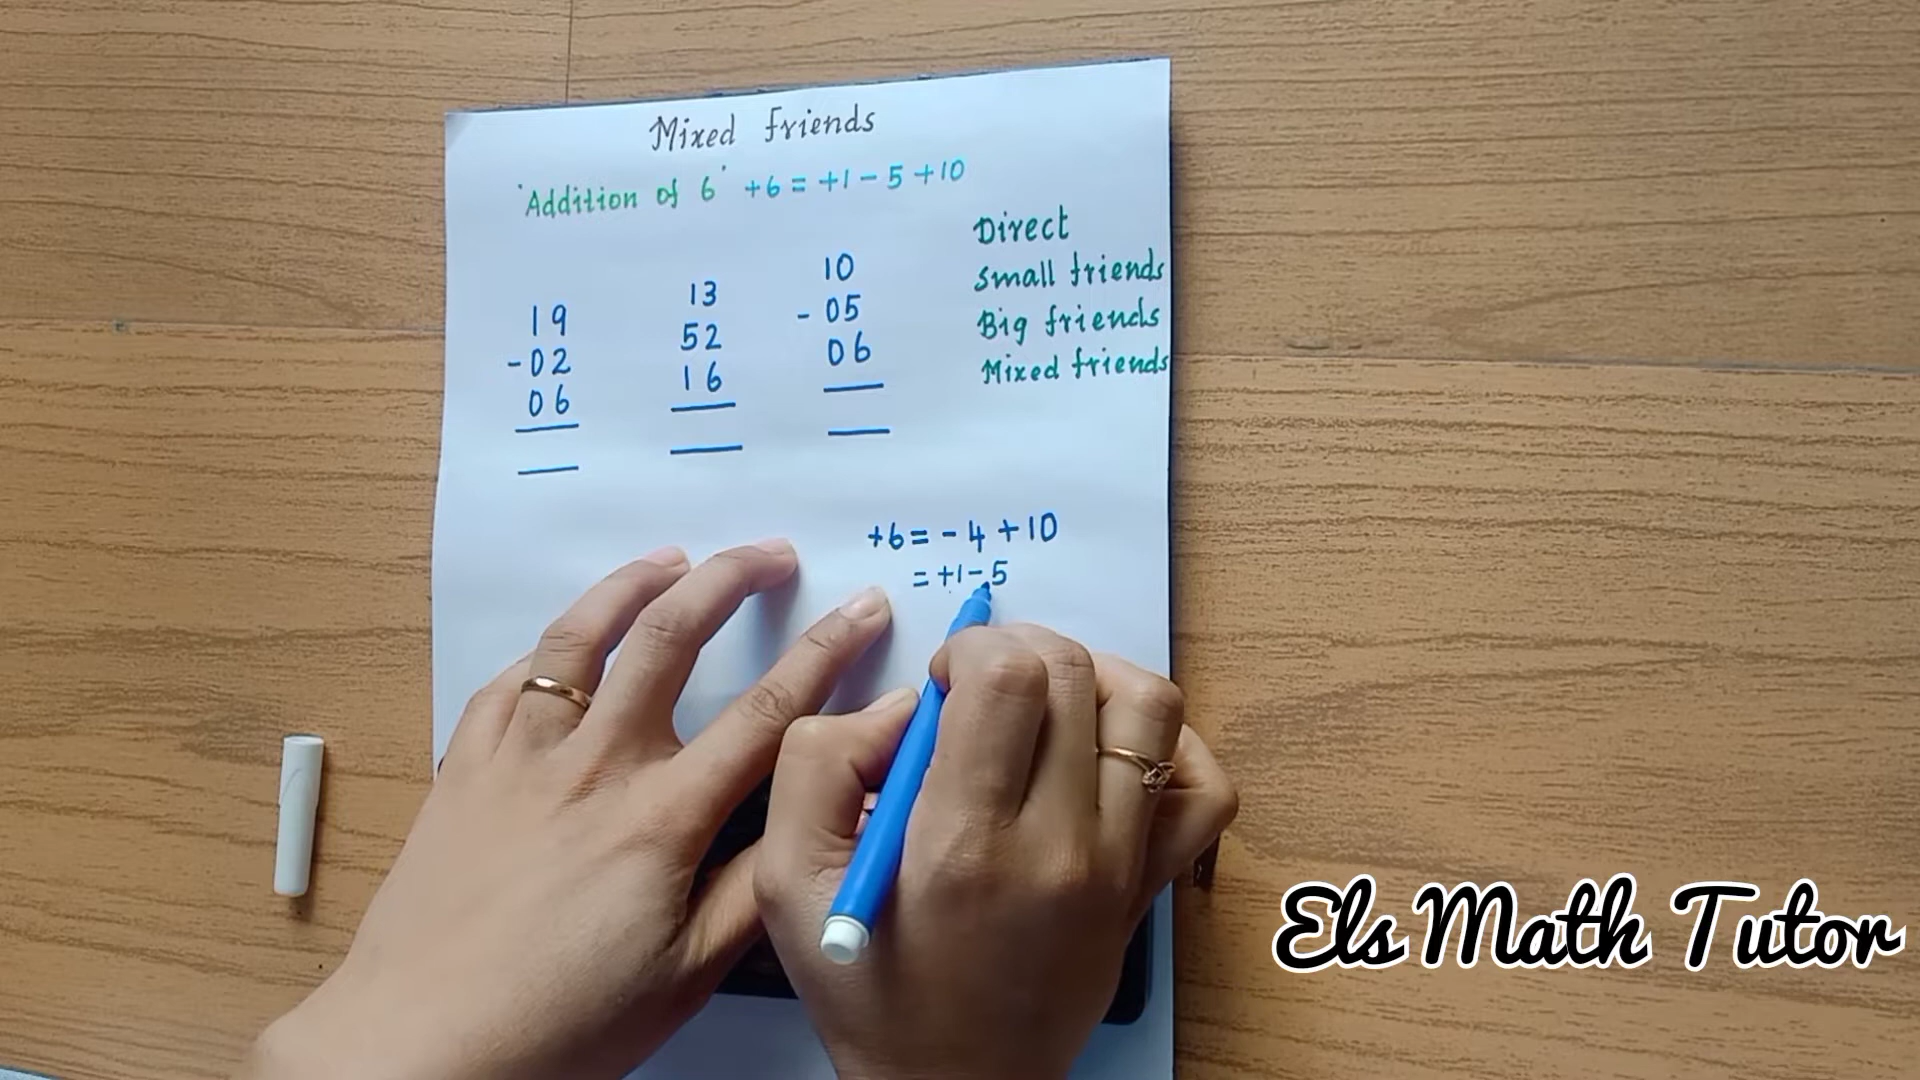 Mixed friends
'Addition of 6' +6 = +1 - 5 +10
19
-02
06
13
52
16
10
- 05
06
Direct
Small friends
Big friends
Mixed friends
+6 = - 4 + 10
= +1 - 5
Els Math Tutor